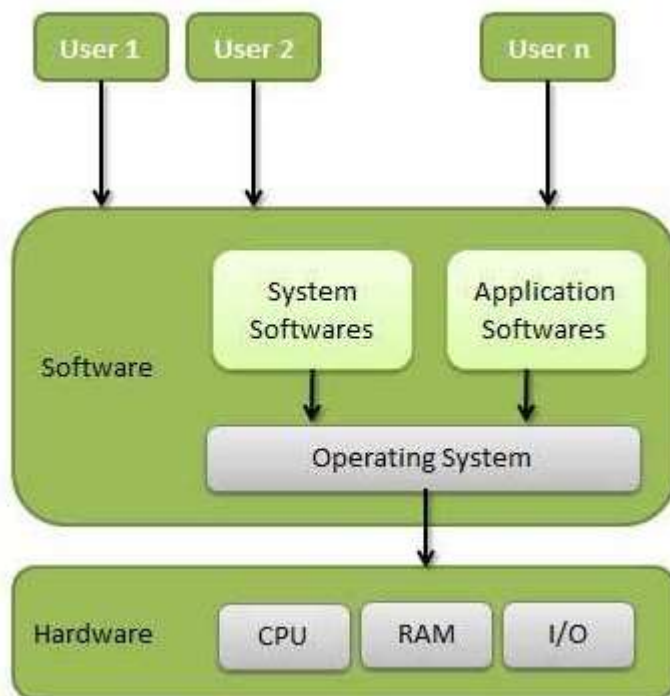 User 1
User 2
User n
System
Softwares
Application
Softwares
Software
Operating System
Hardware
CPU
RAM
I/O